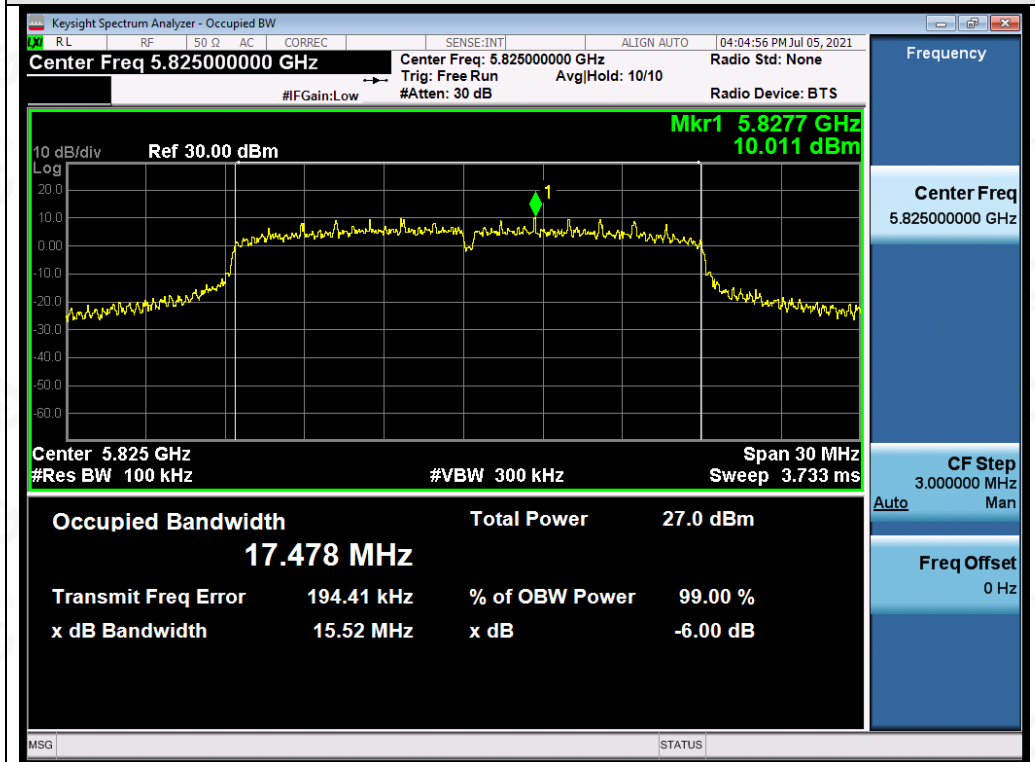 Keysight Spectrum Analyzer - Occupied BW
LXI RL RF 50 Ω AC CORREC SENSE:INT ALIGN AUTO 04:04:56 PM Jul 05, 2021
Center Freq 5.825000000 GHz
Center Freq: 5.825000000 GHz
Radio Std: None
Trig: Free Run Avg|Hold: 10/10
#IFGain:Low
#Atten: 30 dB
Radio Device: BTS
Mkr1 5.8277 GHz
10.011 dBm
10 dB/div Ref 30.00 dBm
Log
20.0
10.0
0.00
-10.0
-20.0
-30.0
-40.0
-50.0
-60.0
1
Center 5.825 GHz Span 30 MHz
#Res BW 100 kHz #VBW 300 kHz Sweep 3.733 ms
Occupied Bandwidth Total Power 27.0 dBm
17.478 MHz
Transmit Freq Error 194.41 kHz % of OBW Power 99.00 %
x dB Bandwidth 15.52 MHz x dB -6.00 dB
Frequency
Center Freq
5.825000000 GHz
CF Step
3.000000 MHz
Auto Man
Freq Offset
0 Hz
MSG STATUS